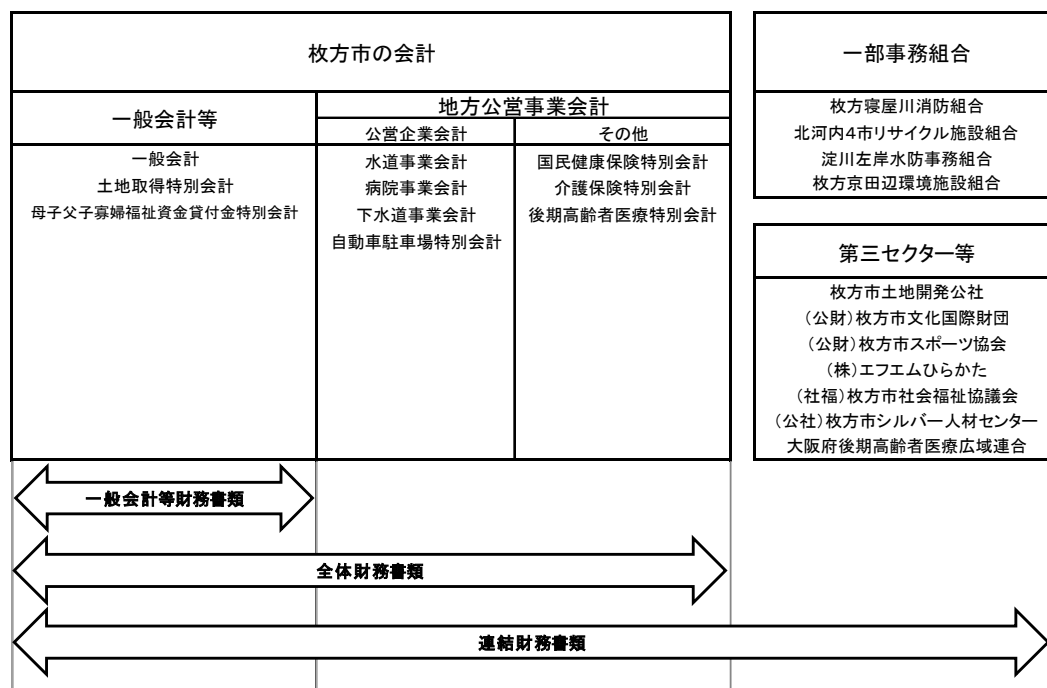 枚方市の会計
一般会計等
地方公営事業会計
公営企業会計
その他
一般会計
土地取得特別会計
母子父子寡婦福祉資金貸付金特別会計
水道事業会計
病院事業会計
下水道事業会計
自動車駐車場特別会計
国民健康保険特別会計
介護保険特別会計
後期高齢者医療特別会計
一部事務組合
枚方寝屋川消防組合
北河内4市リサイクル施設組合
淀川左岸水防事務組合
枚方京田辺環境施設組合
第三セクター等
枚方市土地開発公社
(公財)枚方市文化国際財団
(公財)枚方市スポーツ協会
(株)エフエムひらかた
(社福)枚方市社会福祉協議会
(公社)枚方市シルバー人材センター
大阪府後期高齢者医療広域連合
一般会計等財務書類
全体財務書類
連結財務書類